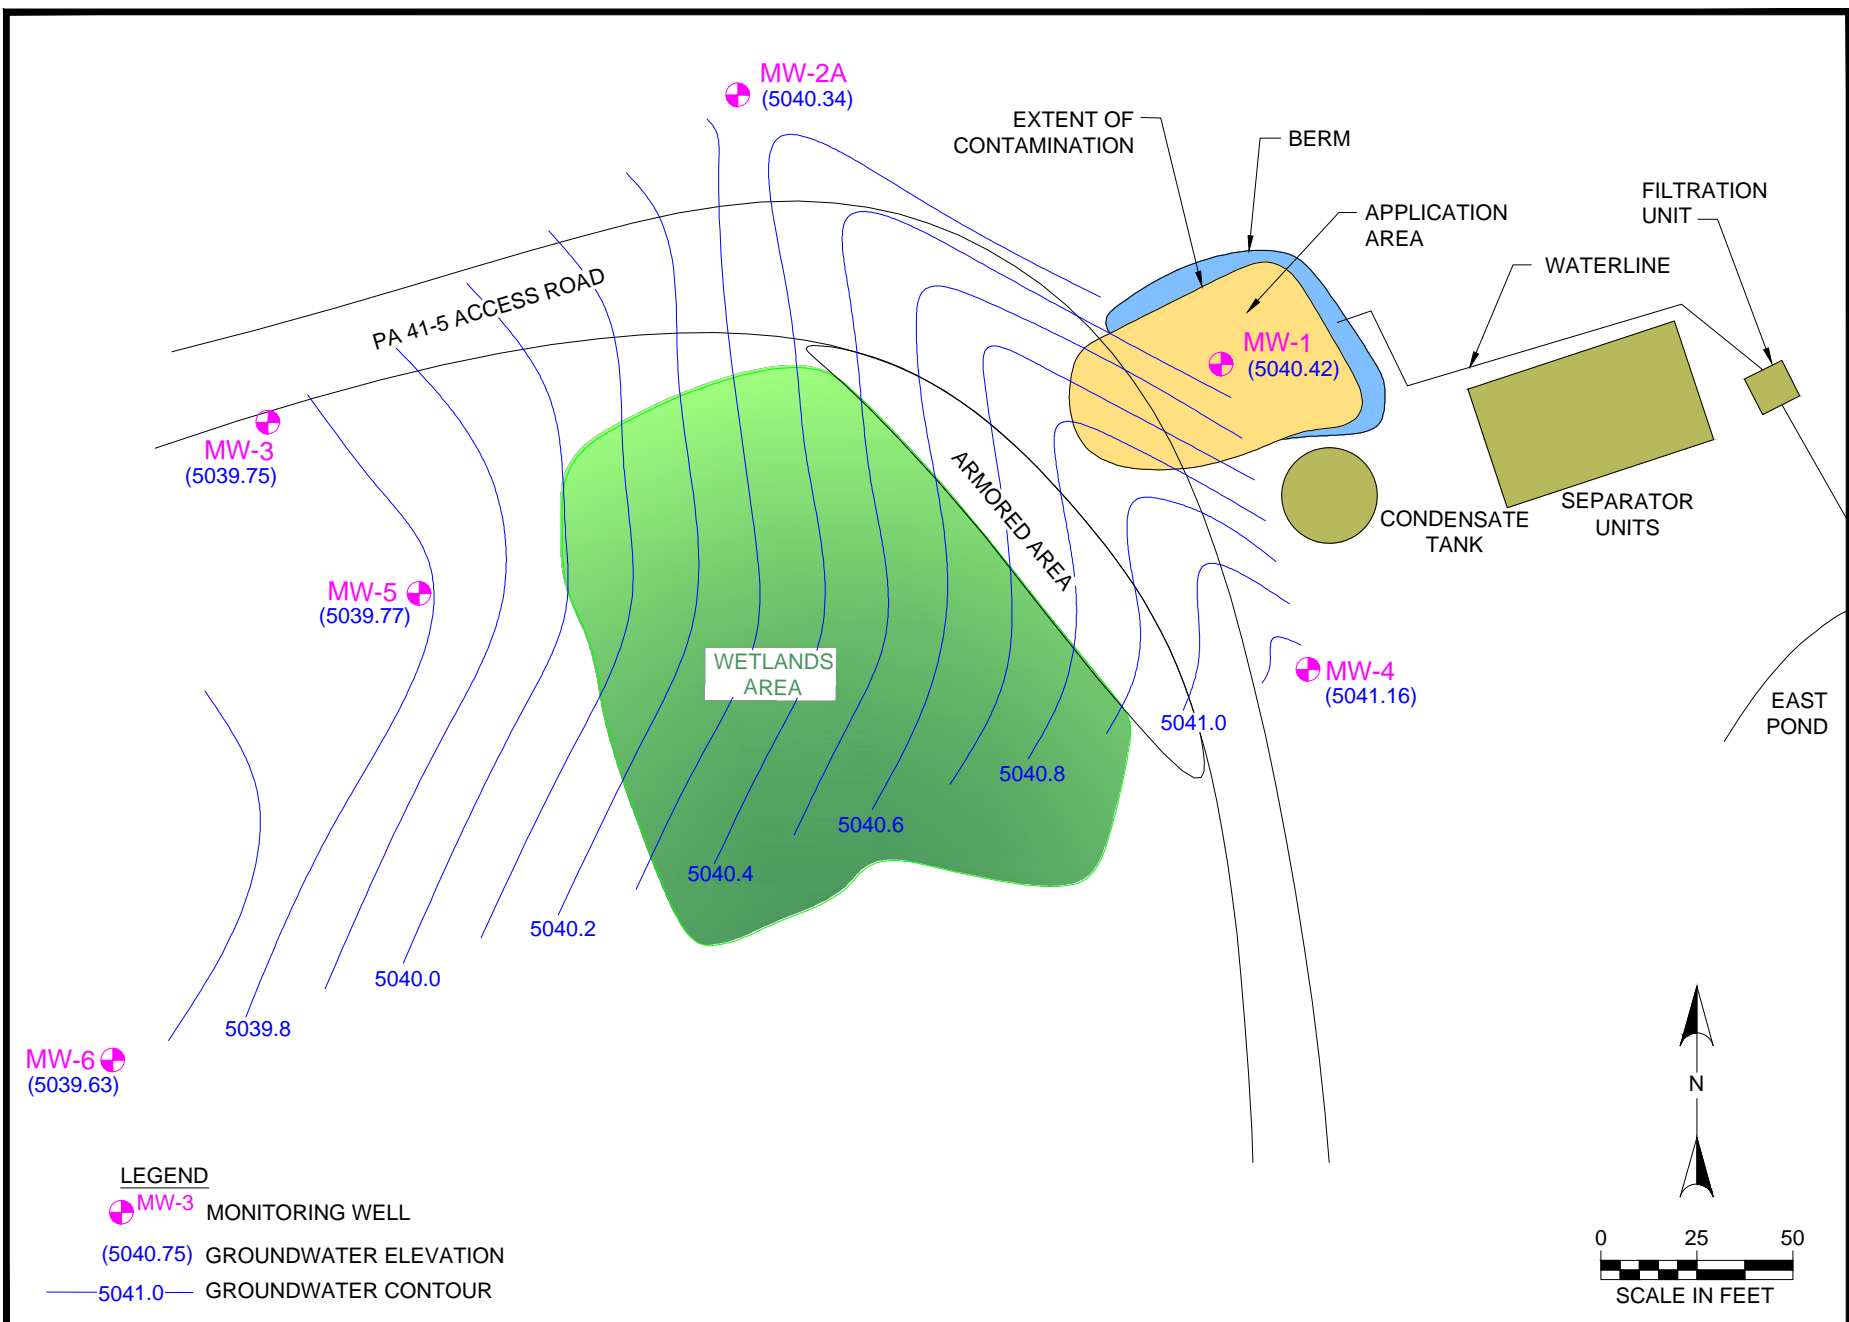 MW-2A
(5040.34)
EXTENT OF
CONTAMINATION
BERM
FILTRATION
UNIT
APPLICATION
AREA
WATERLINE
PA 41-5 ACCESS ROAD
MW-1
(5040.42)
MW-3
(5039.75)
ARMORED AREA
CONDENSATE
TANK
SEPARATOR
UNITS
MW-5
(5039.77)
WETLANDS
AREA
MW-4
(5041.16)
EAST
POND
5041.0
5040.8
5040.6
5040.4
5040.2
5040.0
5039.8
MW-6
(5039.63)
N
LEGEND
MW-3 MONITORING WELL
(5040.75) GROUNDWATER ELEVATION
5041.0 GROUNDWATER CONTOUR
0 25 50
SCALE IN FEET